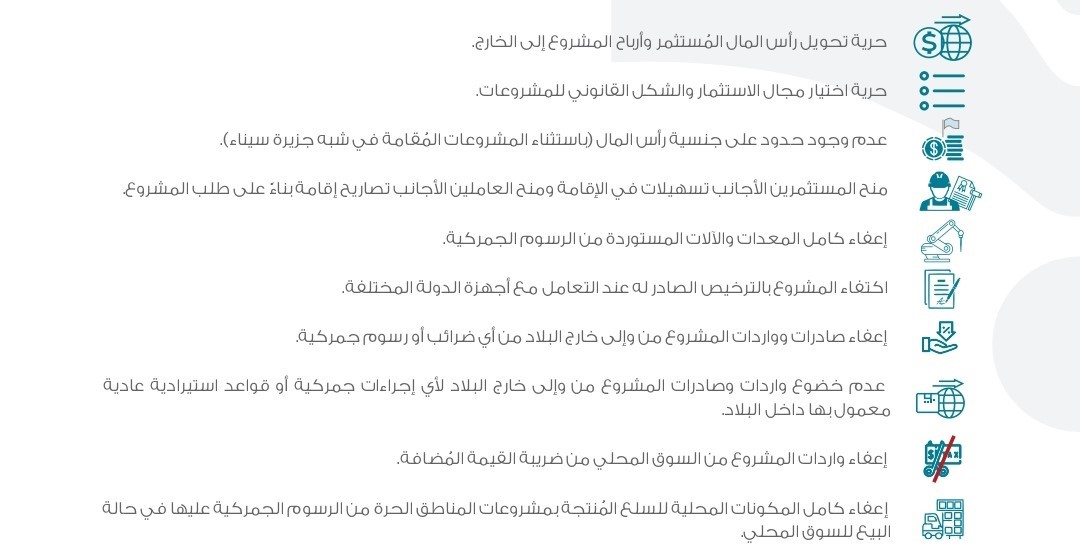 حرية تحويل رأس المال المُستثمر وأرباح المشروع إلى الخارج.
حرية اختيار مجال الاستثمار والشكل القانوني للمشروعات.
عدم وجود حدود على جنسية رأس المال (باستثناء المشروعات المُقامة في شبه جزيرة سيناء).
منح المستثمرين الأجانب تسهيلات في الإقامة ومنح العاملين الأجانب تصاريح إقامة بناءً على طلب المشروع.
إعفاء كامل المعدات والآلات المستوردة من الرسوم الجمركية.
اكتفاء المشروع بالترخيص الصادر له عند التعامل مع أجهزة الدولة المختلفة.
إعفاء صادرات وواردات المشروع من وإلى خارج البلاد من أي ضرائب أو رسوم جمركية.
عدم خضوع واردات وصادرات المشروع من وإلى خارج البلاد لأي إجراءات جمركية أو قواعد استيرادية عادية
معمول بها داخل البلاد.
إعفاء واردات المشروع من السوق المحلي من ضريبة القيمة المُضافة.
إعفاء كامل المكونات المحلية للسلع المُنتجة بمشروعات المناطق الحرة من الرسوم الجمركية عليها في حالة
البيع للسوق المحلي.